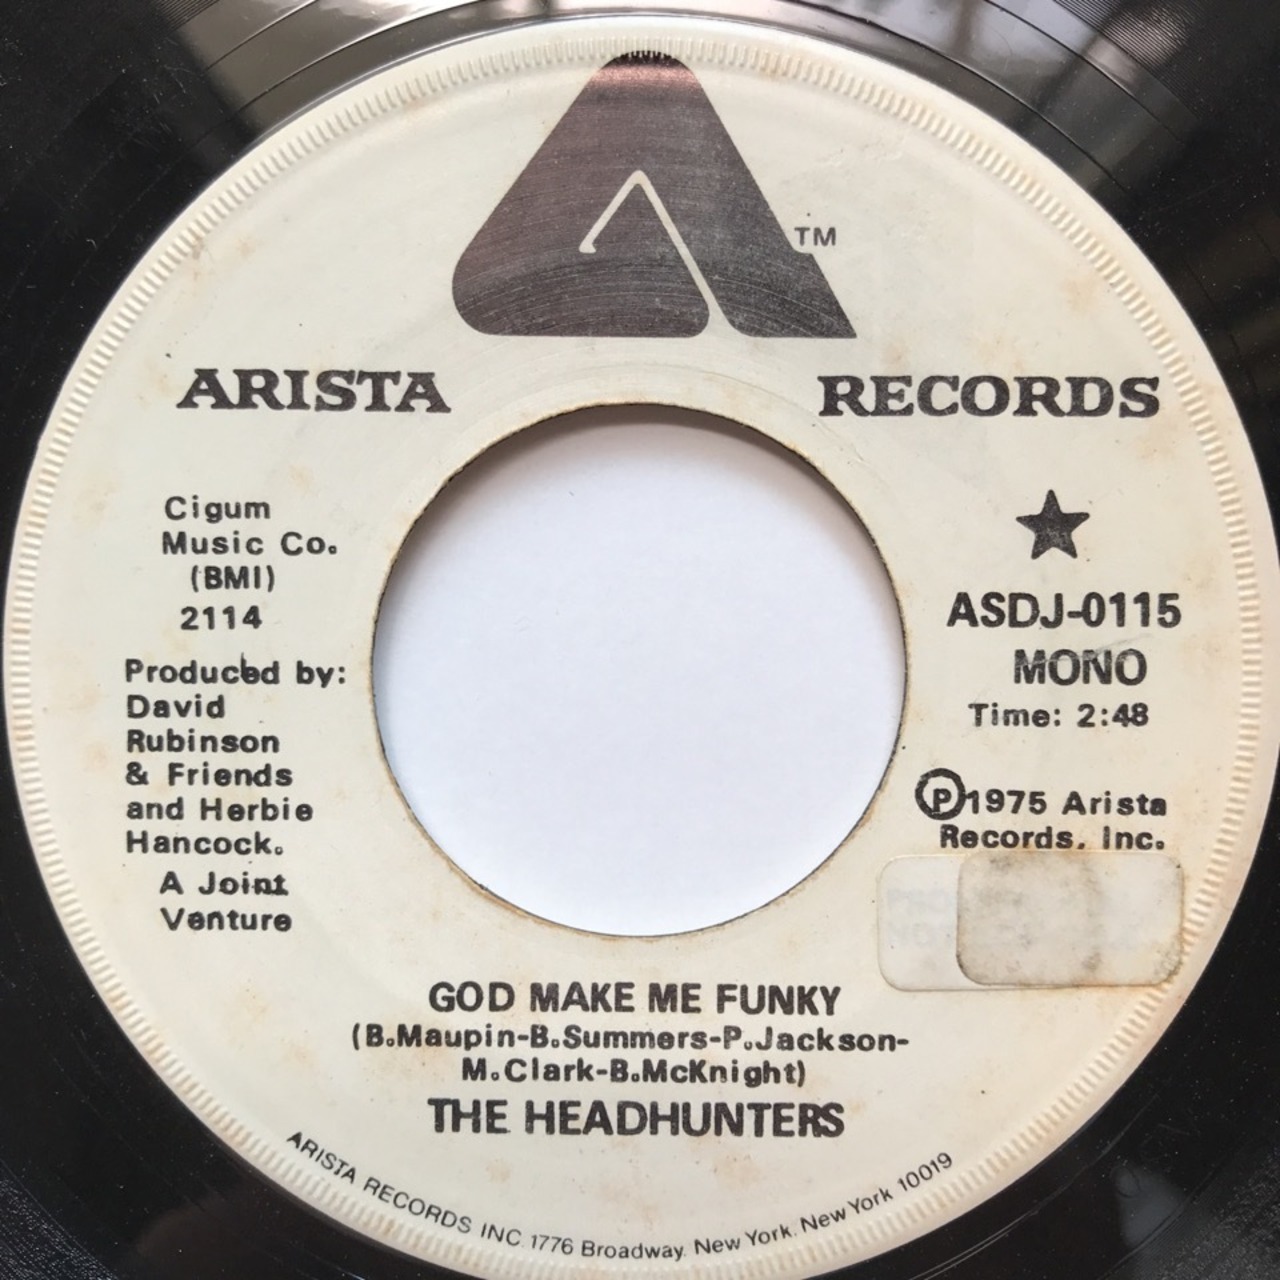 TM
ARISTA RECORDS
Cigum
Music Co.
(BMI)
2114
Produced by:
David
Rubinson
& Friends
and Herbie
Hancock.
A Joint
Venture
★
ASDJ-0115
MONO
Time: 2:48
℗1975 Arista
Records, Inc.
GOD MAKE ME FUNKY
(B.Maupin-B.Summers-P.Jackson-
M.Clark-B.McKnight)
THE HEADHUNTERS
ARISTA RECORDS INC. 1776 Broadway. New York. New York 10019